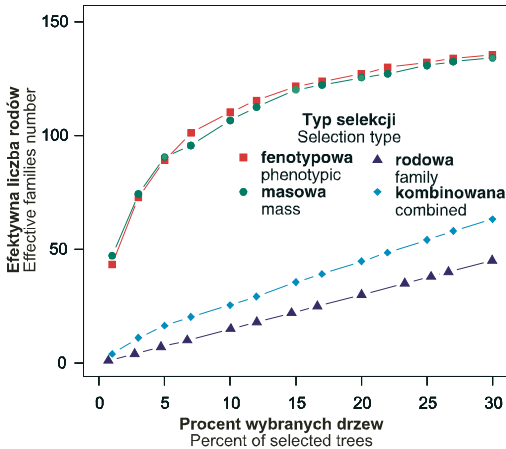 Efektywna liczba rodów
Effective families number
150
100
50
0
Typ selekcji
Selection type
fenotypowa
phenotypic
masowa
mass
rodowa
family
kombinowana
combined
0 5 10 15 20 25 30
Procent wybranych drzew
Percent of selected trees